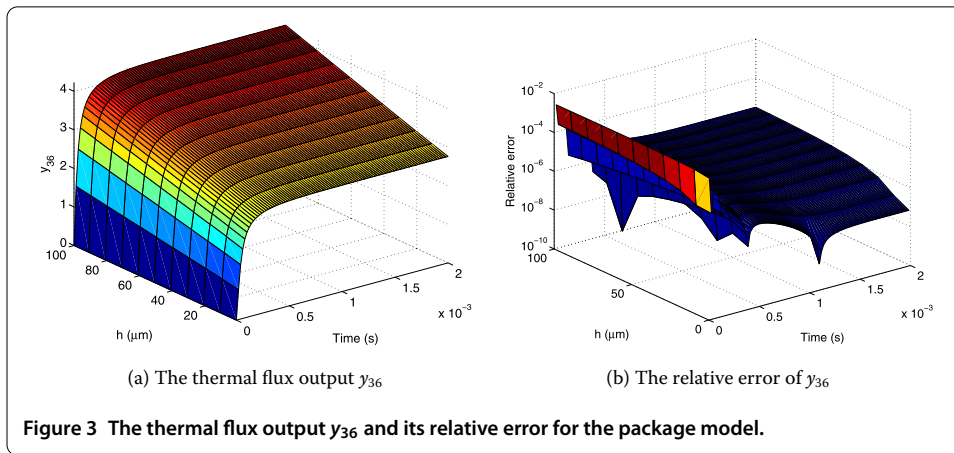 4
3
2
1
0
y36
100
80
60
40
20
h (μm)
0
0.5
1
1.5
2
x 10−3
Time (s)
(a) The thermal flux output y36
10−2
10−4
10−6
10−8
10−10
Relative error
100
50
0
h (μm)
0
0.5
1
1.5
2
x 10−3
Time (s)
(b) The relative error of y36
Figure 3 The thermal flux output y36 and its relative error for the package model.